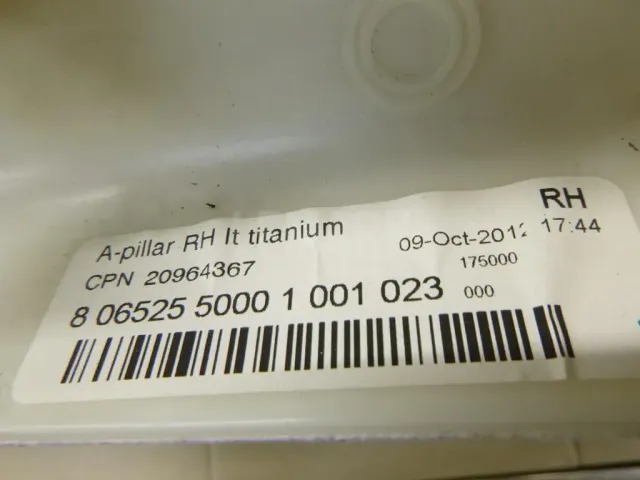 RH
A-pillar RH lt titanium
09-Oct-2012 17:44
CPN 20964367
175000
8 06525 5000 1 001 023
000